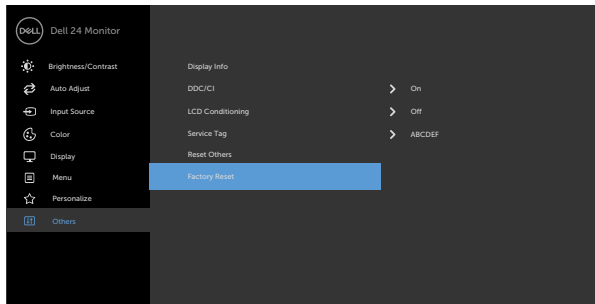 DELL Dell 24 Monitor
Brightness/Contrast Display Info
Auto Adjust DDC/CI On
Input Source LCD Conditioning Off
Color Service Tag ABCDEF
Display Reset Others
Menu Factory Reset
Personalize
Others